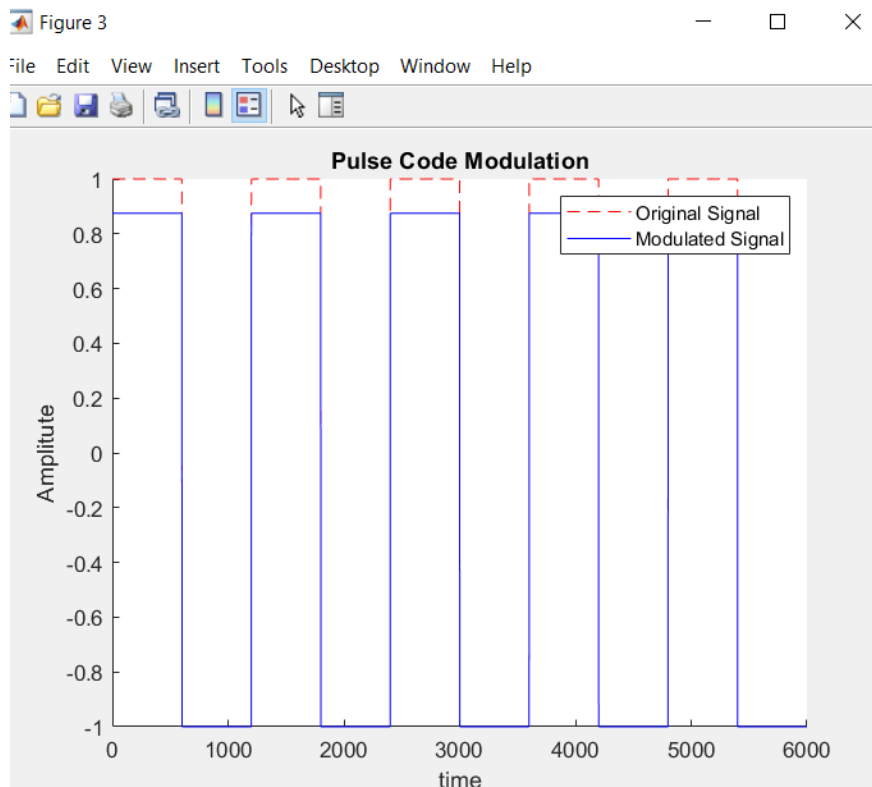 Figure 3
File Edit View Insert Tools Desktop Window Help
Pulse Code Modulation
Original Signal
Modulated Signal
1
0.8
0.6
0.4
0.2
0
-0.2
-0.4
-0.6
-0.8
-1
Amplitute
0 1000 2000 3000 4000 5000 6000
time